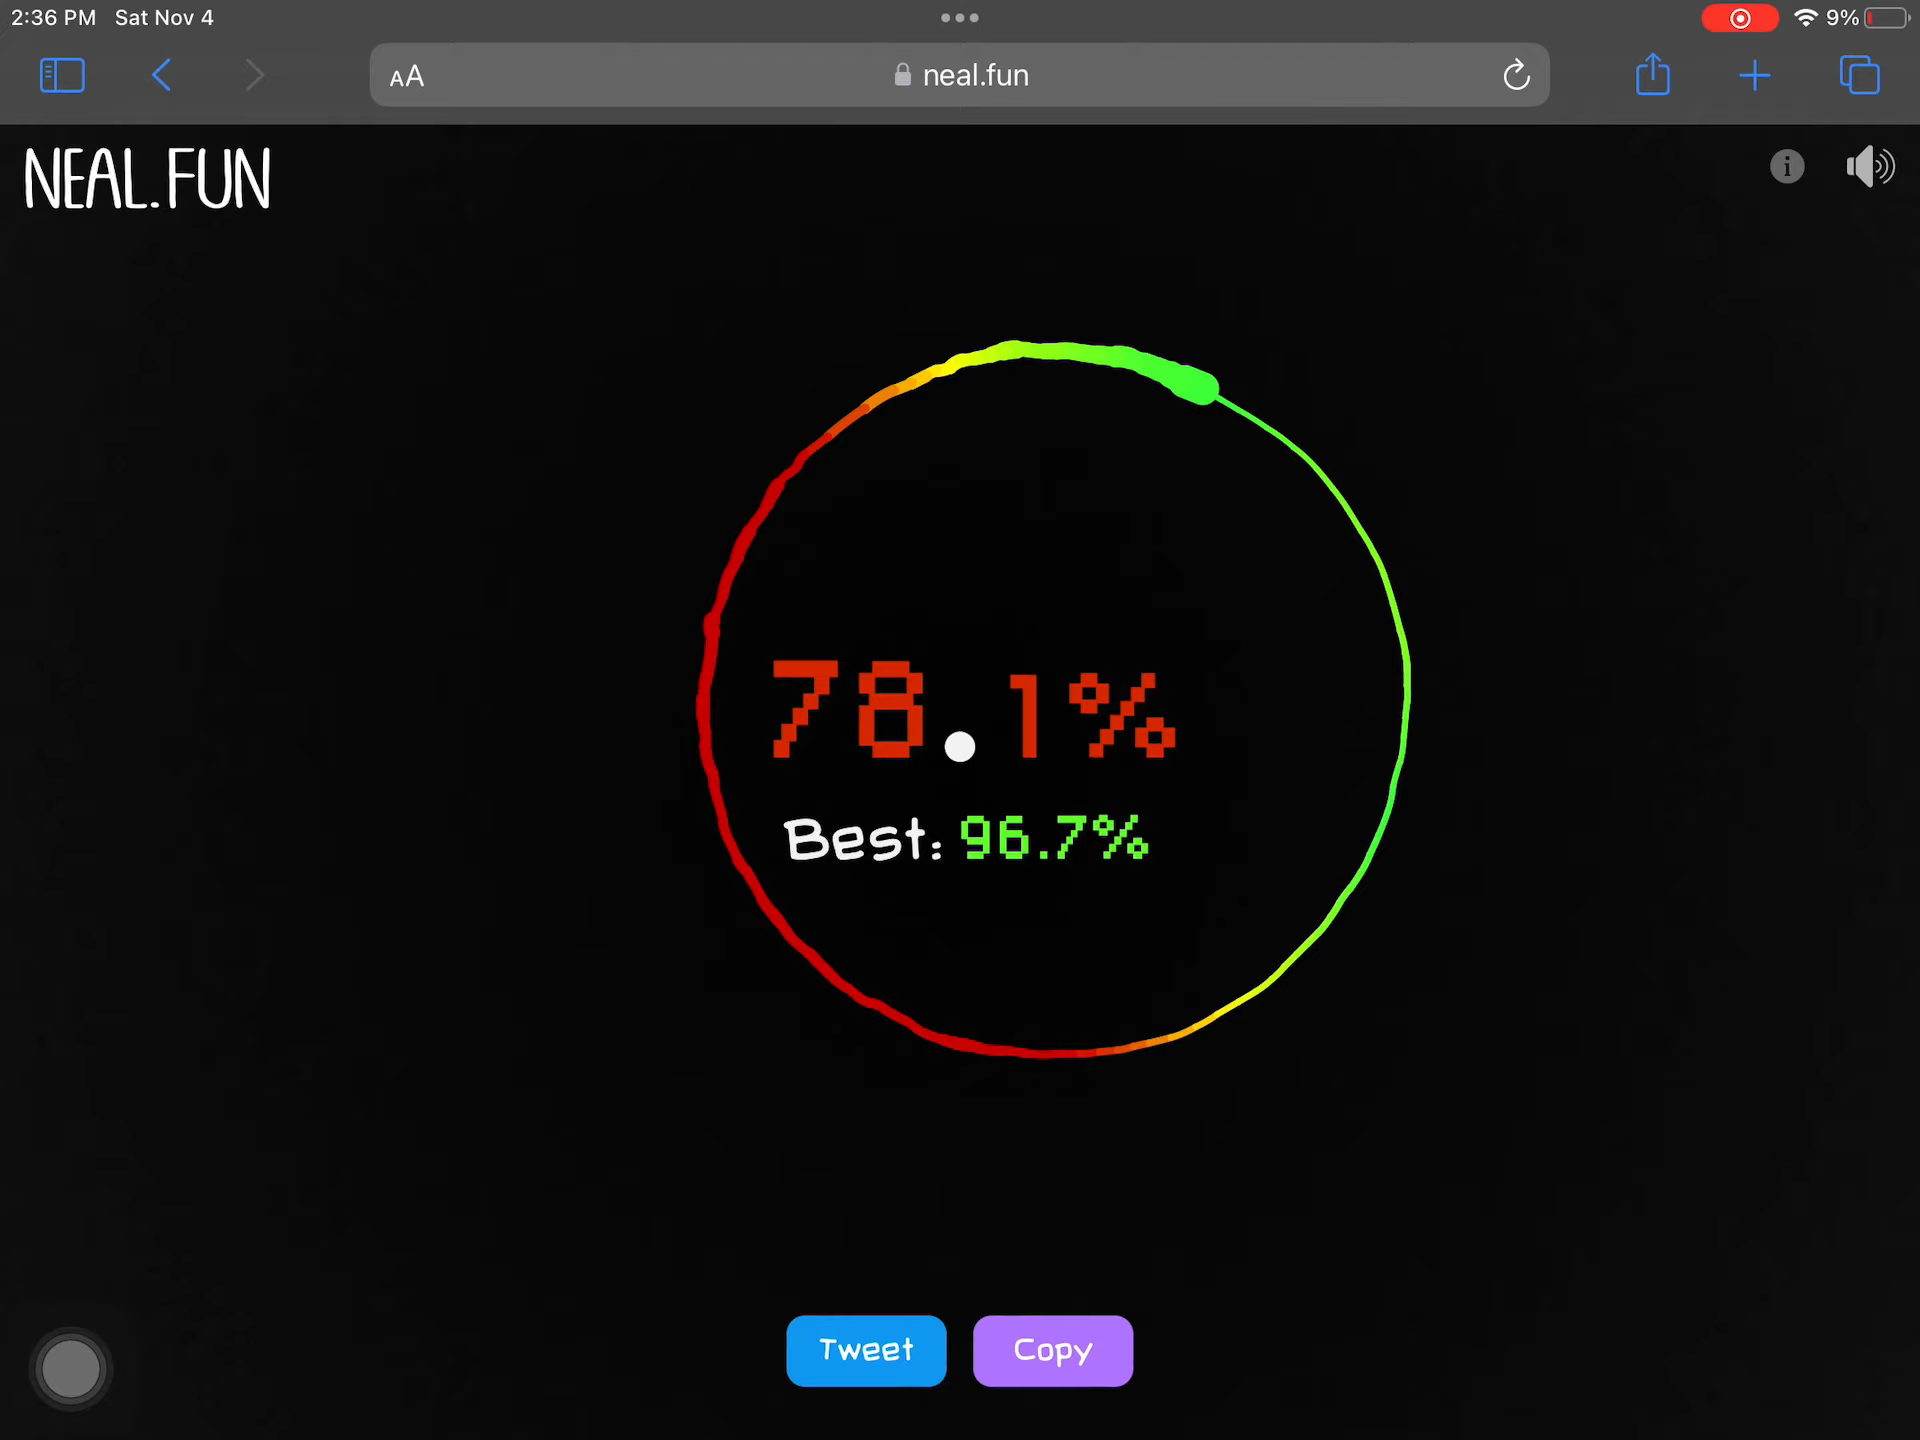 2:36 PM Sat Nov 4
9%
AA
neal.fun
NEAL.FUN
78.1%
Best: 96.7%
Tweet
Copy